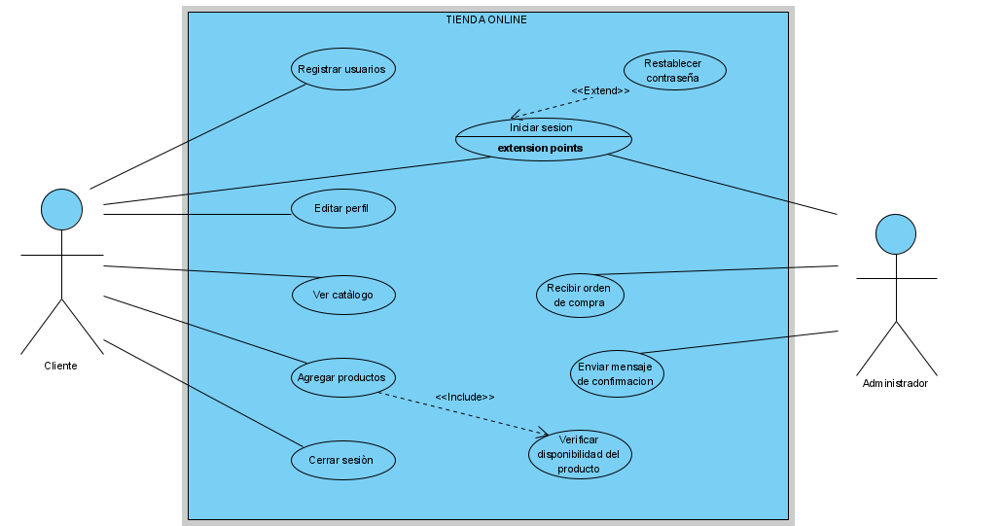 TIENDA ONLINE
Registrar usuarios
Restablecer
contraseña
<<Extend>>
Iniciar sesion
extension points
Editar perfil
Ver catàlogo
Recibir orden
de compra
Cliente
Agregar productos
Enviar mensaje
de confirmacion
Administrador
<<Include>>
Verificar
disponibilidad del
producto
Cerrar sesiòn